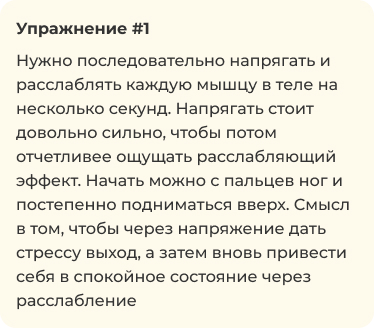 Упражнение #1
Нужно последовательно напрягать и
расслаблять каждую мышцу в теле на
несколько секунд. Напрягать стоит
довольно сильно, чтобы потом
отчетливее ощущать расслабляющий
эффект. Начать можно с пальцев ног и
постепенно подниматься вверх. Смысл
в том, чтобы через напряжение дать
стрессу выход, а затем вновь привести
себя в спокойное состояние через
расслабление